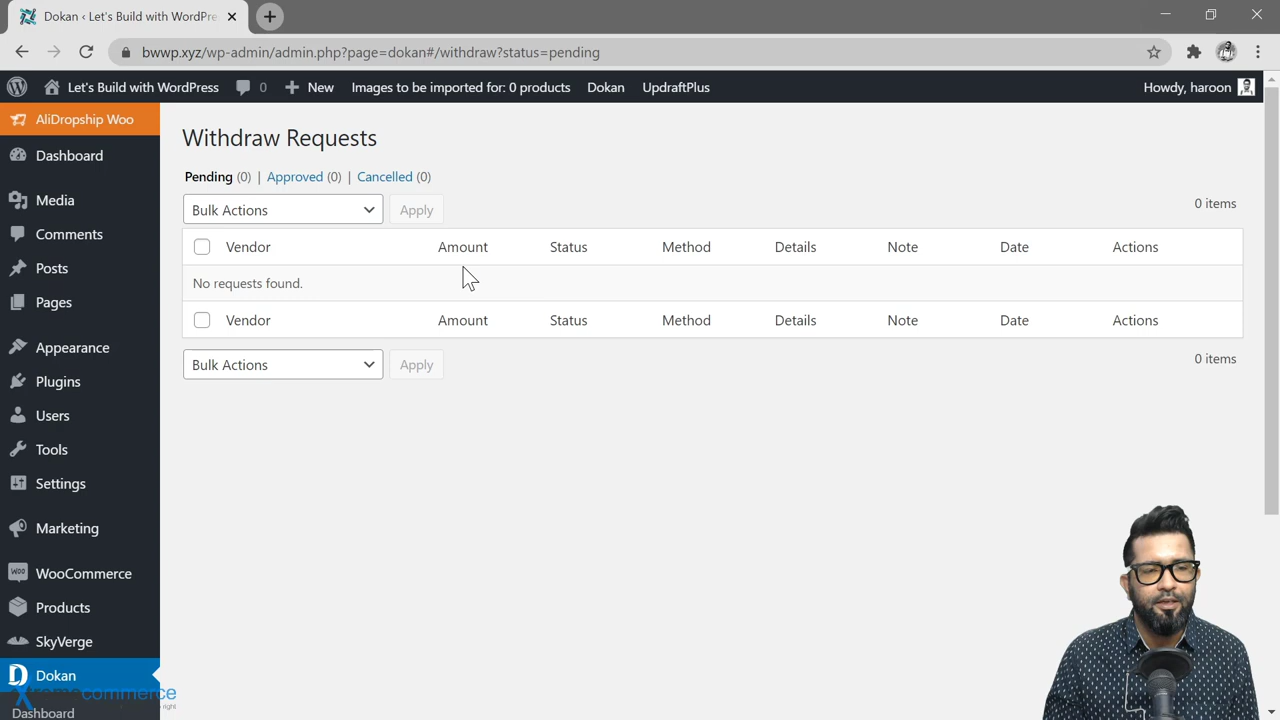 Dokan ‹ Let's Build with WordPre
bwwp.xyz/wp-admin/admin.php?page=dokan#/withdraw?status=pending
Let's Build with WordPress 0 New Images to be imported for: 0 products Dokan UpdraftPlus Howdy, haroon
AliDropship Woo
Dashboard
Media
Comments
Posts
Pages
Appearance
Plugins
Users
Tools
Settings
Marketing
WooCommerce
Products
SkyVerge
Dokan
Dashboard
Withdraw Requests
Pending (0) | Approved (0) | Cancelled (0)
Bulk Actions Apply 0 items
Vendor Amount Status Method Details Note Date Actions
No requests found.
Vendor Amount Status Method Details Note Date Actions
Bulk Actions Apply 0 items